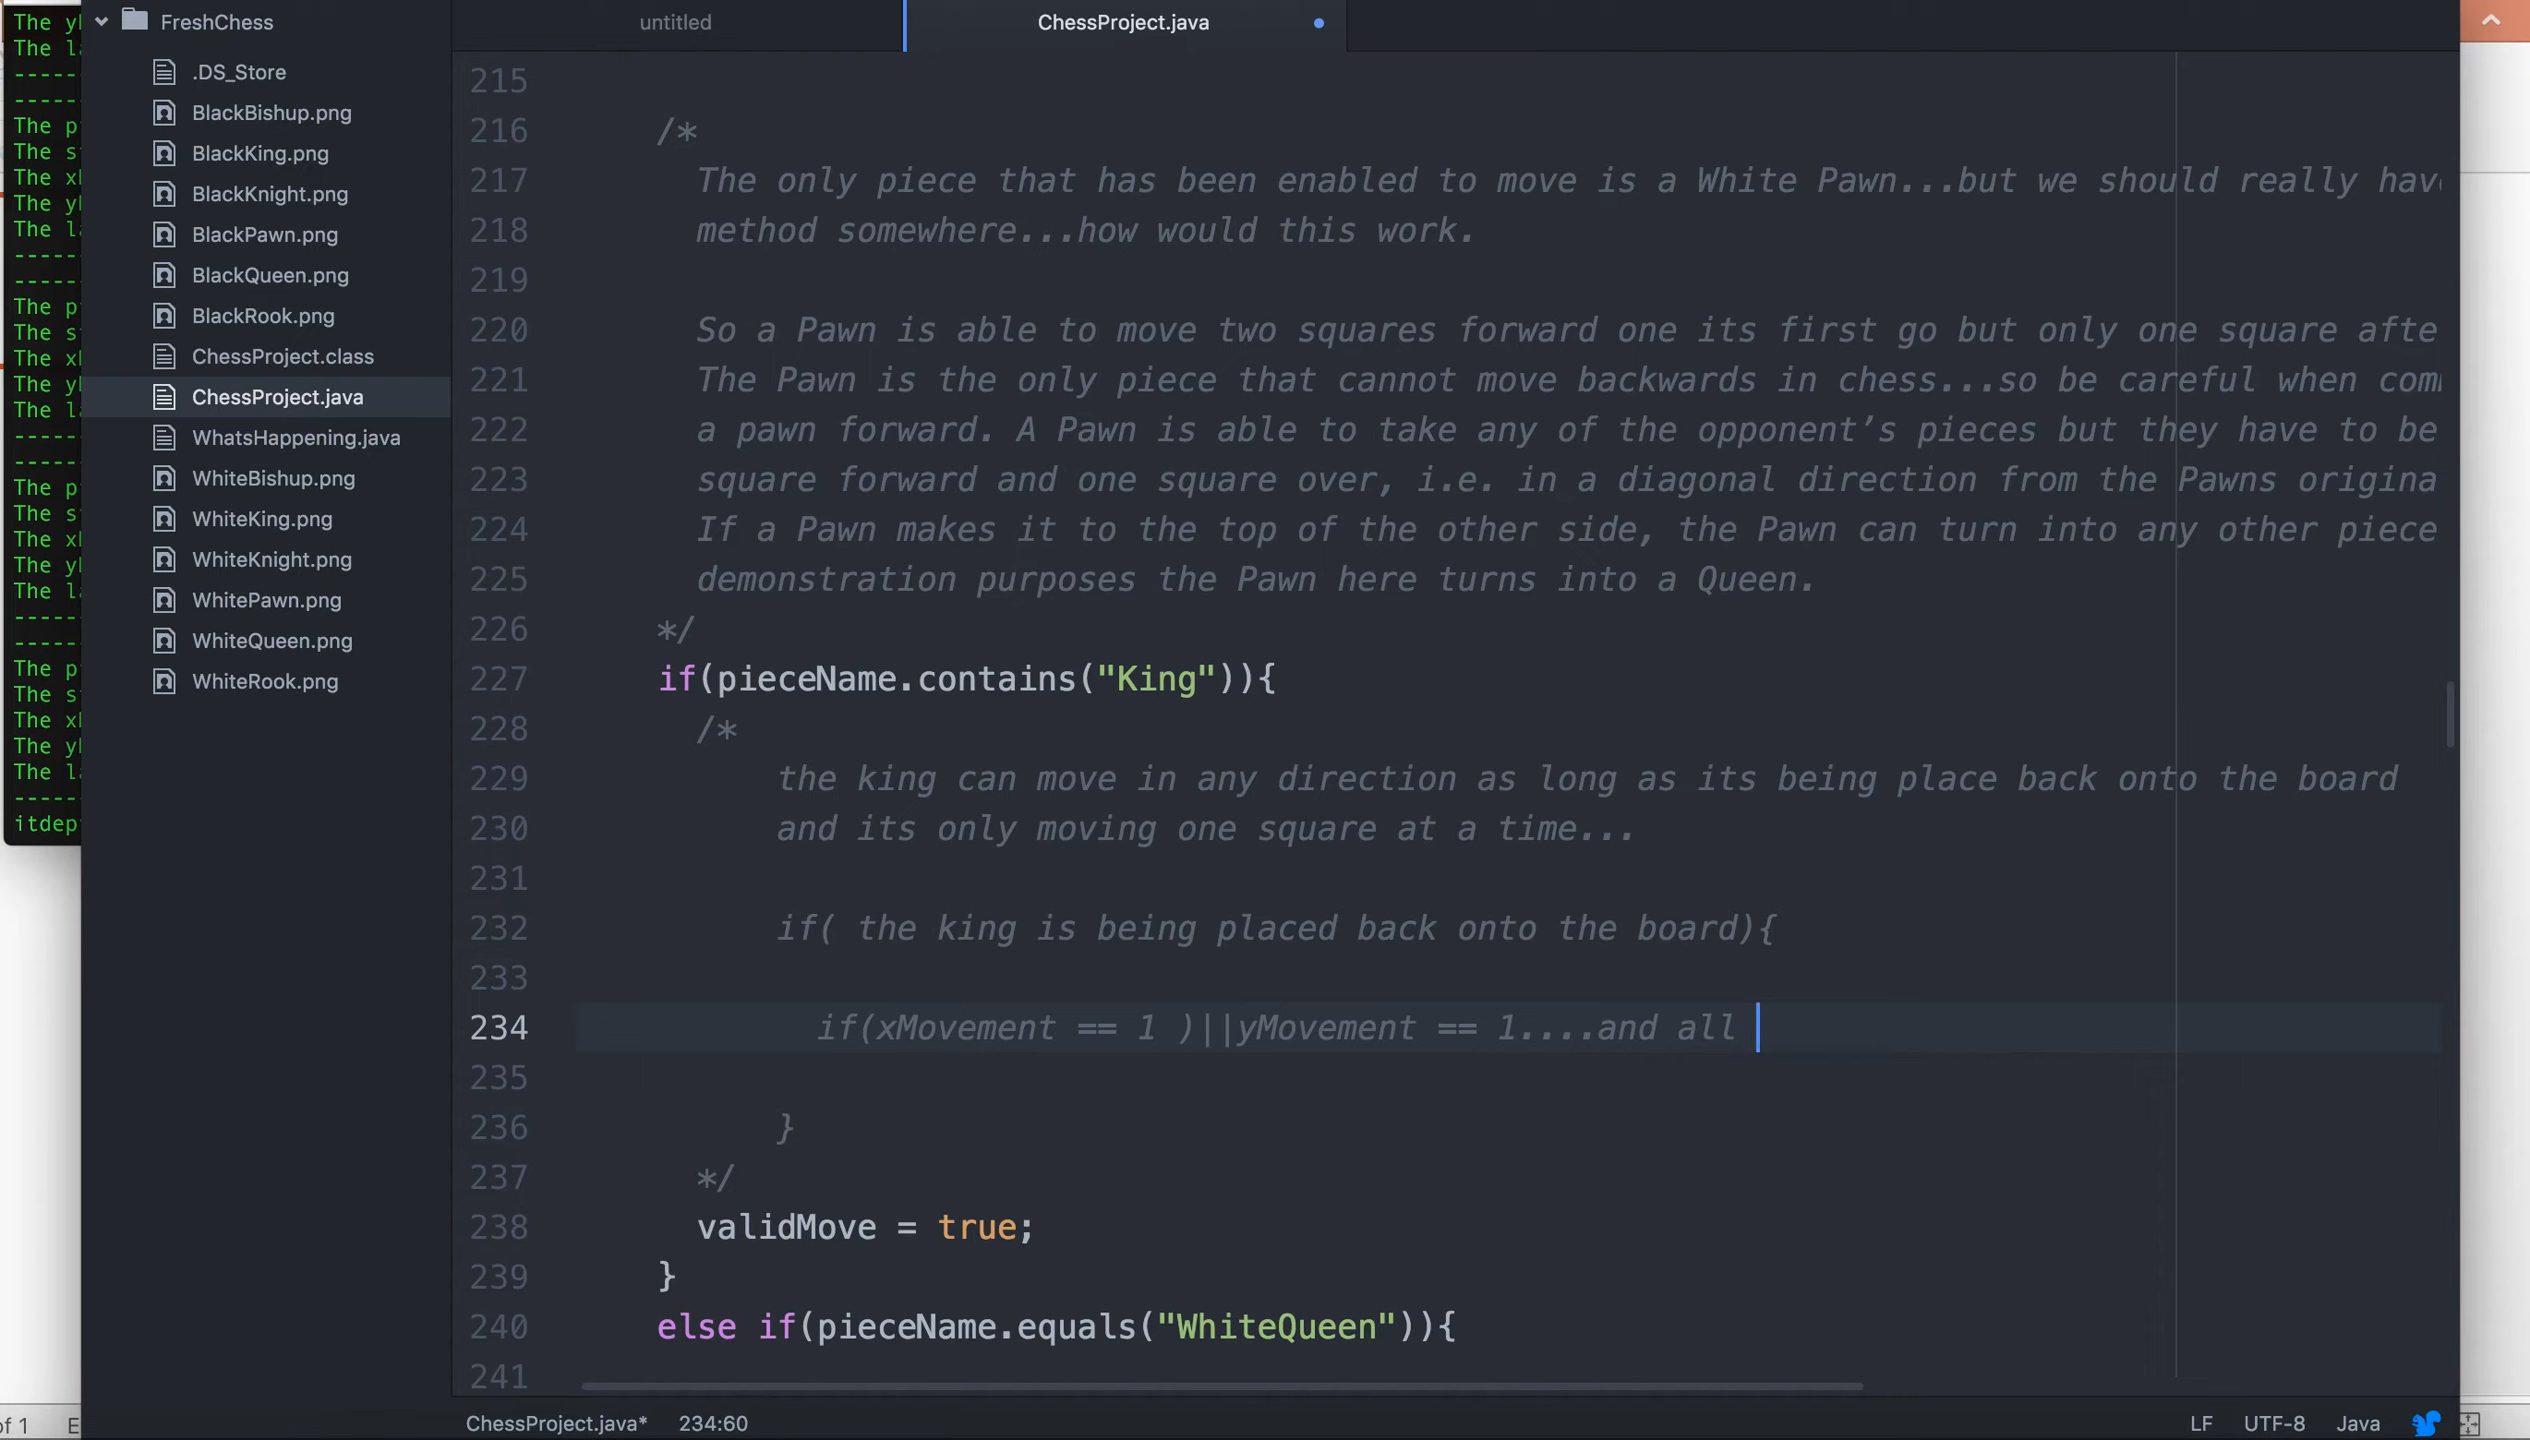 FreshChess
.DS_Store
BlackBishup.png
BlackKing.png
BlackKnight.png
BlackPawn.png
BlackQueen.png
BlackRook.png
ChessProject.class
ChessProject.java
WhatsHappening.java
WhiteBishup.png
WhiteKing.png
WhiteKnight.png
WhitePawn.png
WhiteQueen.png
WhiteRook.png
untitled
ChessProject.java
215
216 /*
217 The only piece that has been enabled to move is a White Pawn...but we should really
218 method somewhere...how would this work.
219
220 So a Pawn is able to move two squares forward one its first go but only one square
221 The Pawn is the only piece that cannot move backwards in chess...so be careful when
222 a pawn forward. A Pawn is able to take any of the opponent’s pieces but they have to be
223 square forward and one square over, i.e. in a diagonal direction from the Pawns
224 If a Pawn makes it to the top of the other side, the Pawn can turn into any other piece
225 demonstration purposes the Pawn here turns into a Queen.
226 */
227 if(pieceName.contains("King")){
228 /*
229 the king can move in any direction as long as its being place back onto the board
230 and its only moving one square at a time...
231
232 if( the king is being placed back onto the board){
233
234 if(xMovement == 1 )||yMovement == 1....and all
235
236 }
237 */
238 validMove = true;
239 }
240 else if(pieceName.equals("WhiteQueen")){
241
ChessProject.java* 234:60
LF UTF-8 Java